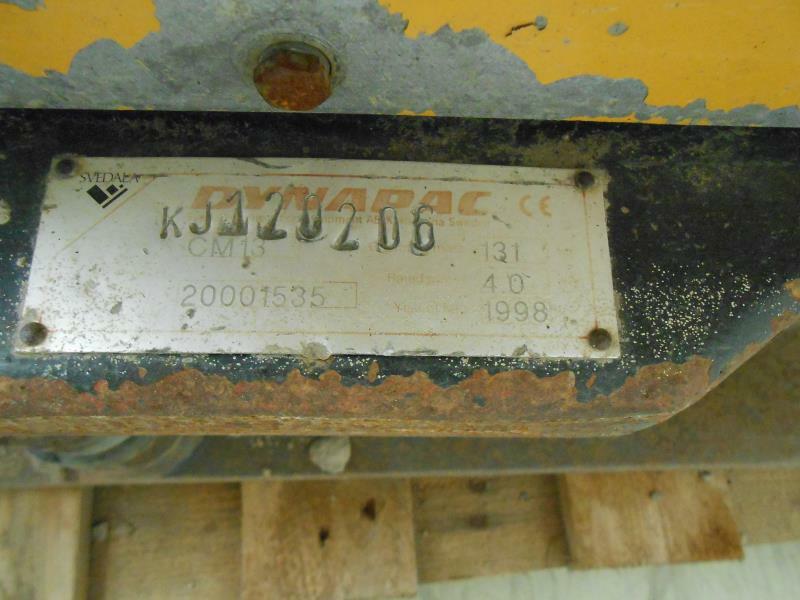 SVEDALA
DYNAPAC CE
KJ120206
CM13 131
4.0
20001535 1998